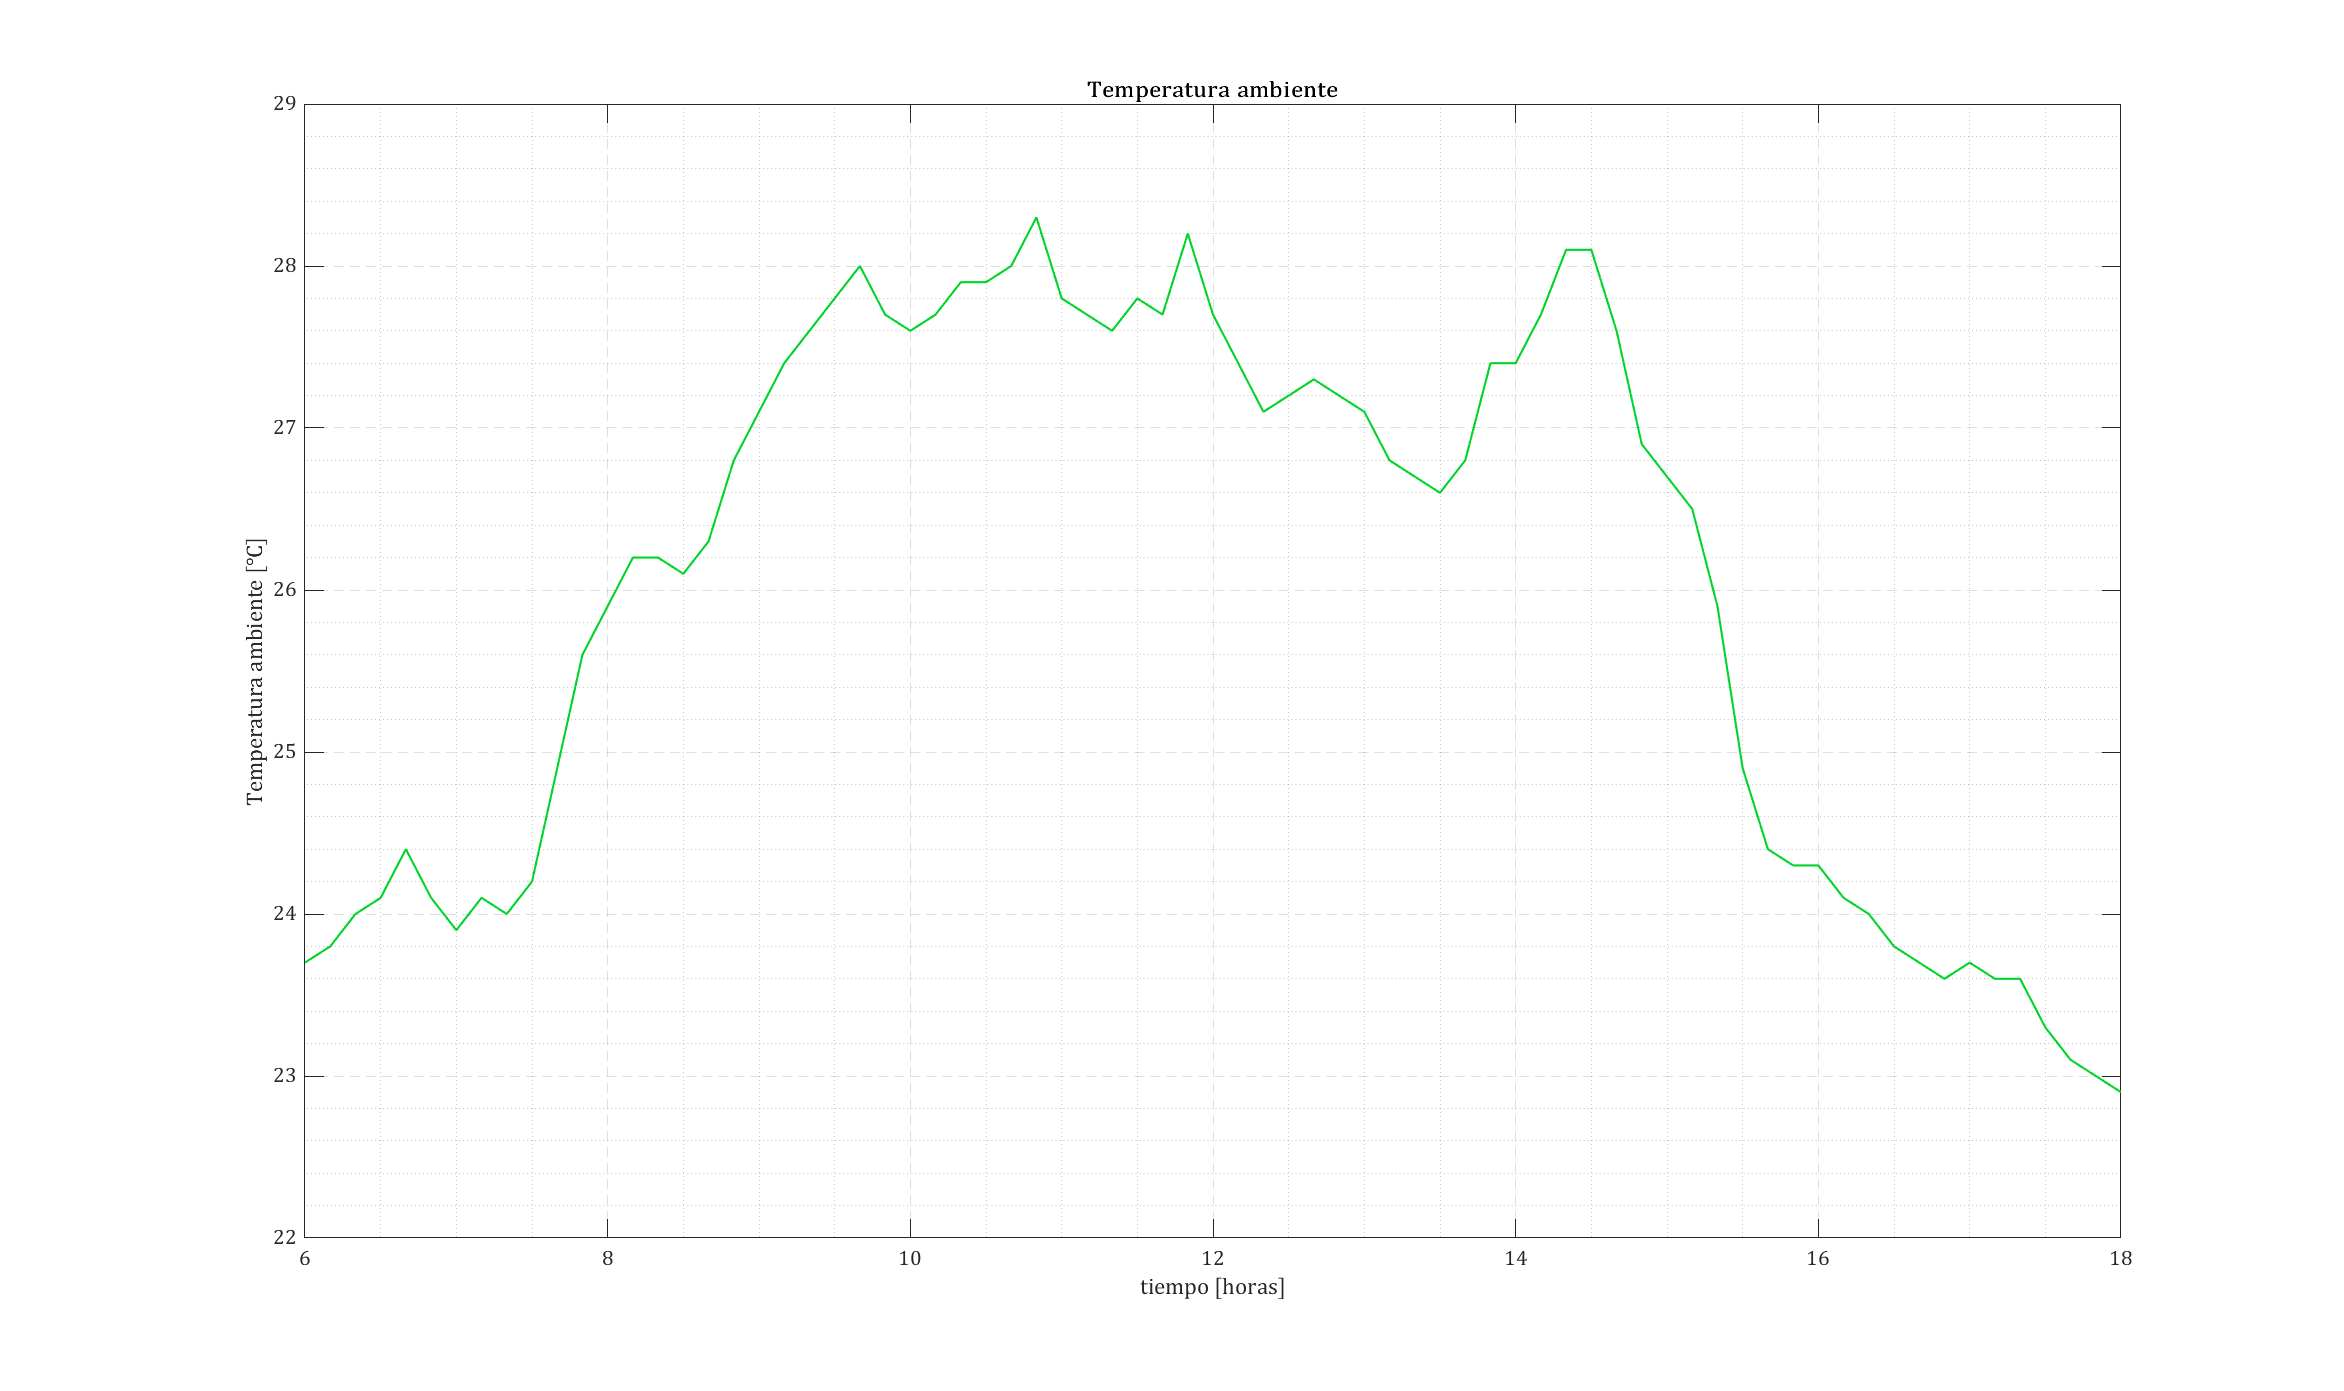 Temperatura ambiente
29
28
27
26
25
24
23
22
Temperatura ambiente [°C]
6 8 10 12 14 16 18
tiempo [horas]